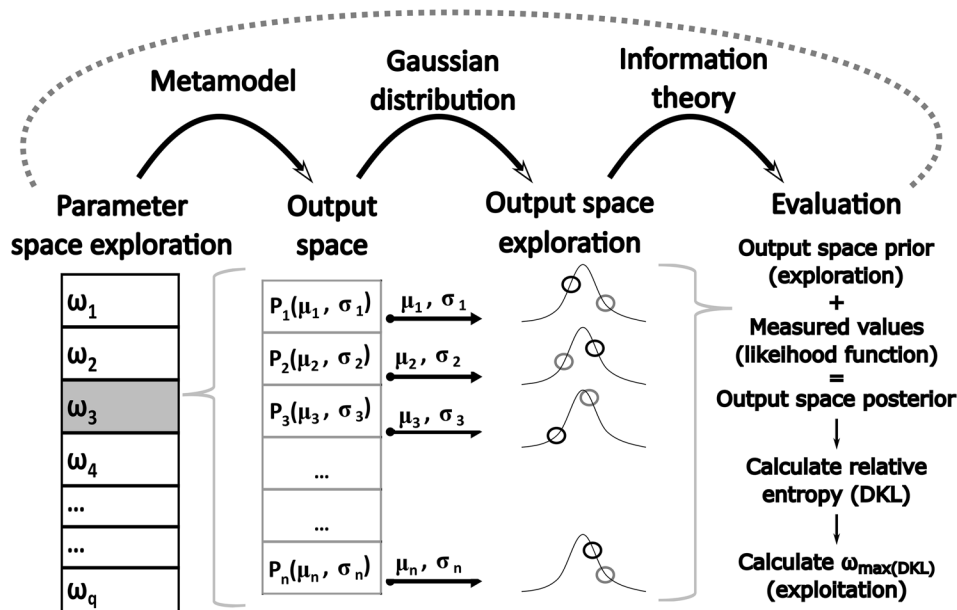 Metamodel
Gaussian
distribution
Information
theory
Parameter
space exploration
Output
space
Output space
exploration
Evaluation
ω1
ω2
ω3
ω4
...
...
ωq
P1(μ1, σ1)
P2(μ2, σ2)
P3(μ3, σ3)
...
...
Pn(μn, σn)
μ1, σ1
μ2, σ2
μ3, σ3
μn, σn
Output space prior
(exploration)
+
Measured values
(likelihood function)
=
Output space posterior
Calculate relative
entropy (DKL)
Calculate ωmax(DKL)
(exploitation)